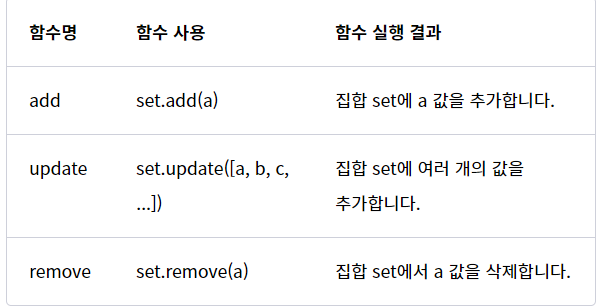 함수명 함수 사용 함수 실행 결과
add set.add(a) 집합 set에 a 값을 추가합니다.
update set.update([a, b, c, 집합 set에 여러 개의 값을
...]) 추가합니다.
remove set.remove(a) 집합 set에서 a 값을 삭제합니다.